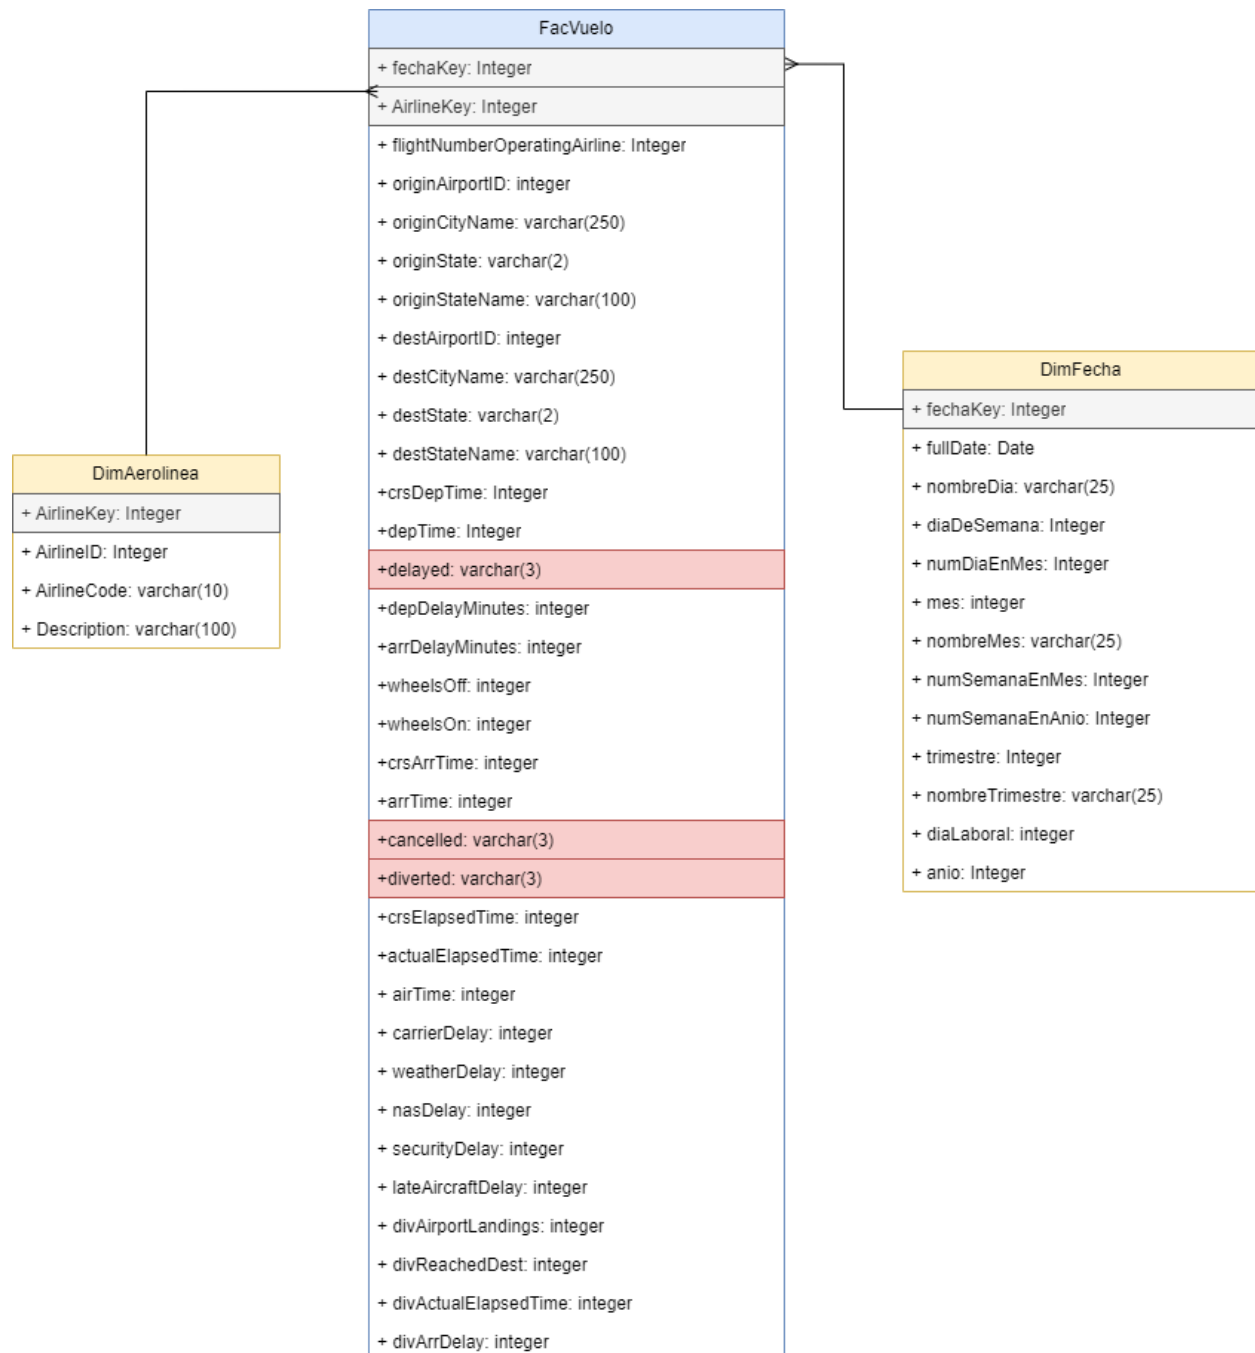 FacVuelo
+ fechaKey: Integer
+ AirlineKey: Integer
+ flightNumberOperatingAirline: Integer
+ originAirportID: integer
+ originCityName: varchar(250)
+ originState: varchar(2)
+ originStateName: varchar(100)
+ destAirportID: integer
+ destCityName: varchar(250)
+ destState: varchar(2)
+ destStateName: varchar(100)
+crsDepTime: Integer
+depTime: Integer
+delayed: varchar(3)
+depDelayMinutes: integer
+arrDelayMinutes: integer
+wheelsOff: integer
+wheelsOn: integer
+crsArrTime: integer
+arrTime: integer
+cancelled: varchar(3)
+diverted: varchar(3)
+crsElapsedTime: integer
+actualElapsedTime: integer
+ airTime: integer
+ carrierDelay: integer
+ weatherDelay: integer
+ nasDelay: integer
+ securityDelay: integer
+ lateAircraftDelay: integer
+ divAirportLandings: integer
+ divReachedDest: integer
+ divActualElapsedTime: integer
+ divArrDelay: integer
DimAerolinea
+ AirlineKey: Integer
+ AirlineID: Integer
+ AirlineCode: varchar(10)
+ Description: varchar(100)
DimFecha
+ fechaKey: Integer
+ fullDate: Date
+ nombreDia: varchar(25)
+ diaDeSemana: Integer
+ numDiaEnMes: Integer
+ mes: integer
+ nombreMes: varchar(25)
+ numSemanaEnMes: Integer
+ numSemanaEnAnio: Integer
+ trimestre: Integer
+ nombreTrimestre: varchar(25)
+ diaLaboral: integer
+ anio: Integer